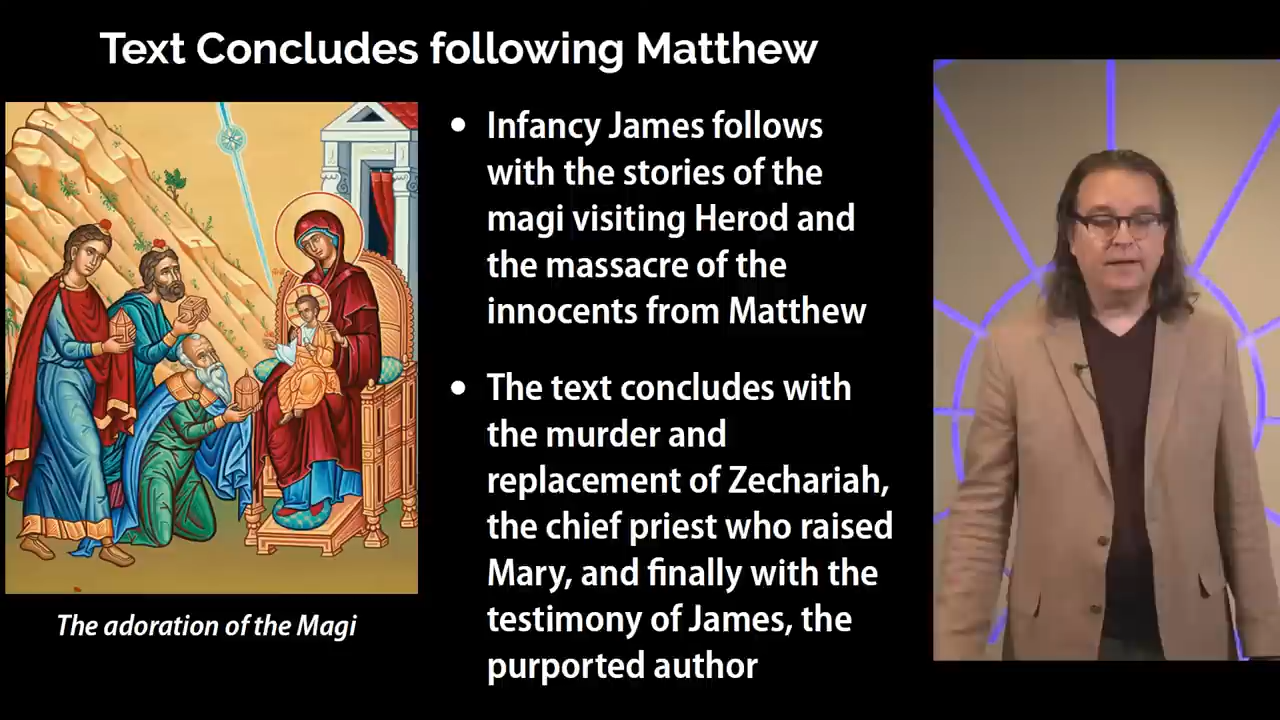 Text Concludes following Matthew
• Infancy James follows
with the stories of the
magi visiting Herod and
the massacre of the
innocents from Matthew
• The text concludes with
the murder and
replacement of Zechariah,
the chief priest who raised
Mary, and finally with the
testimony of James, the
purported author
The adoration of the Magi